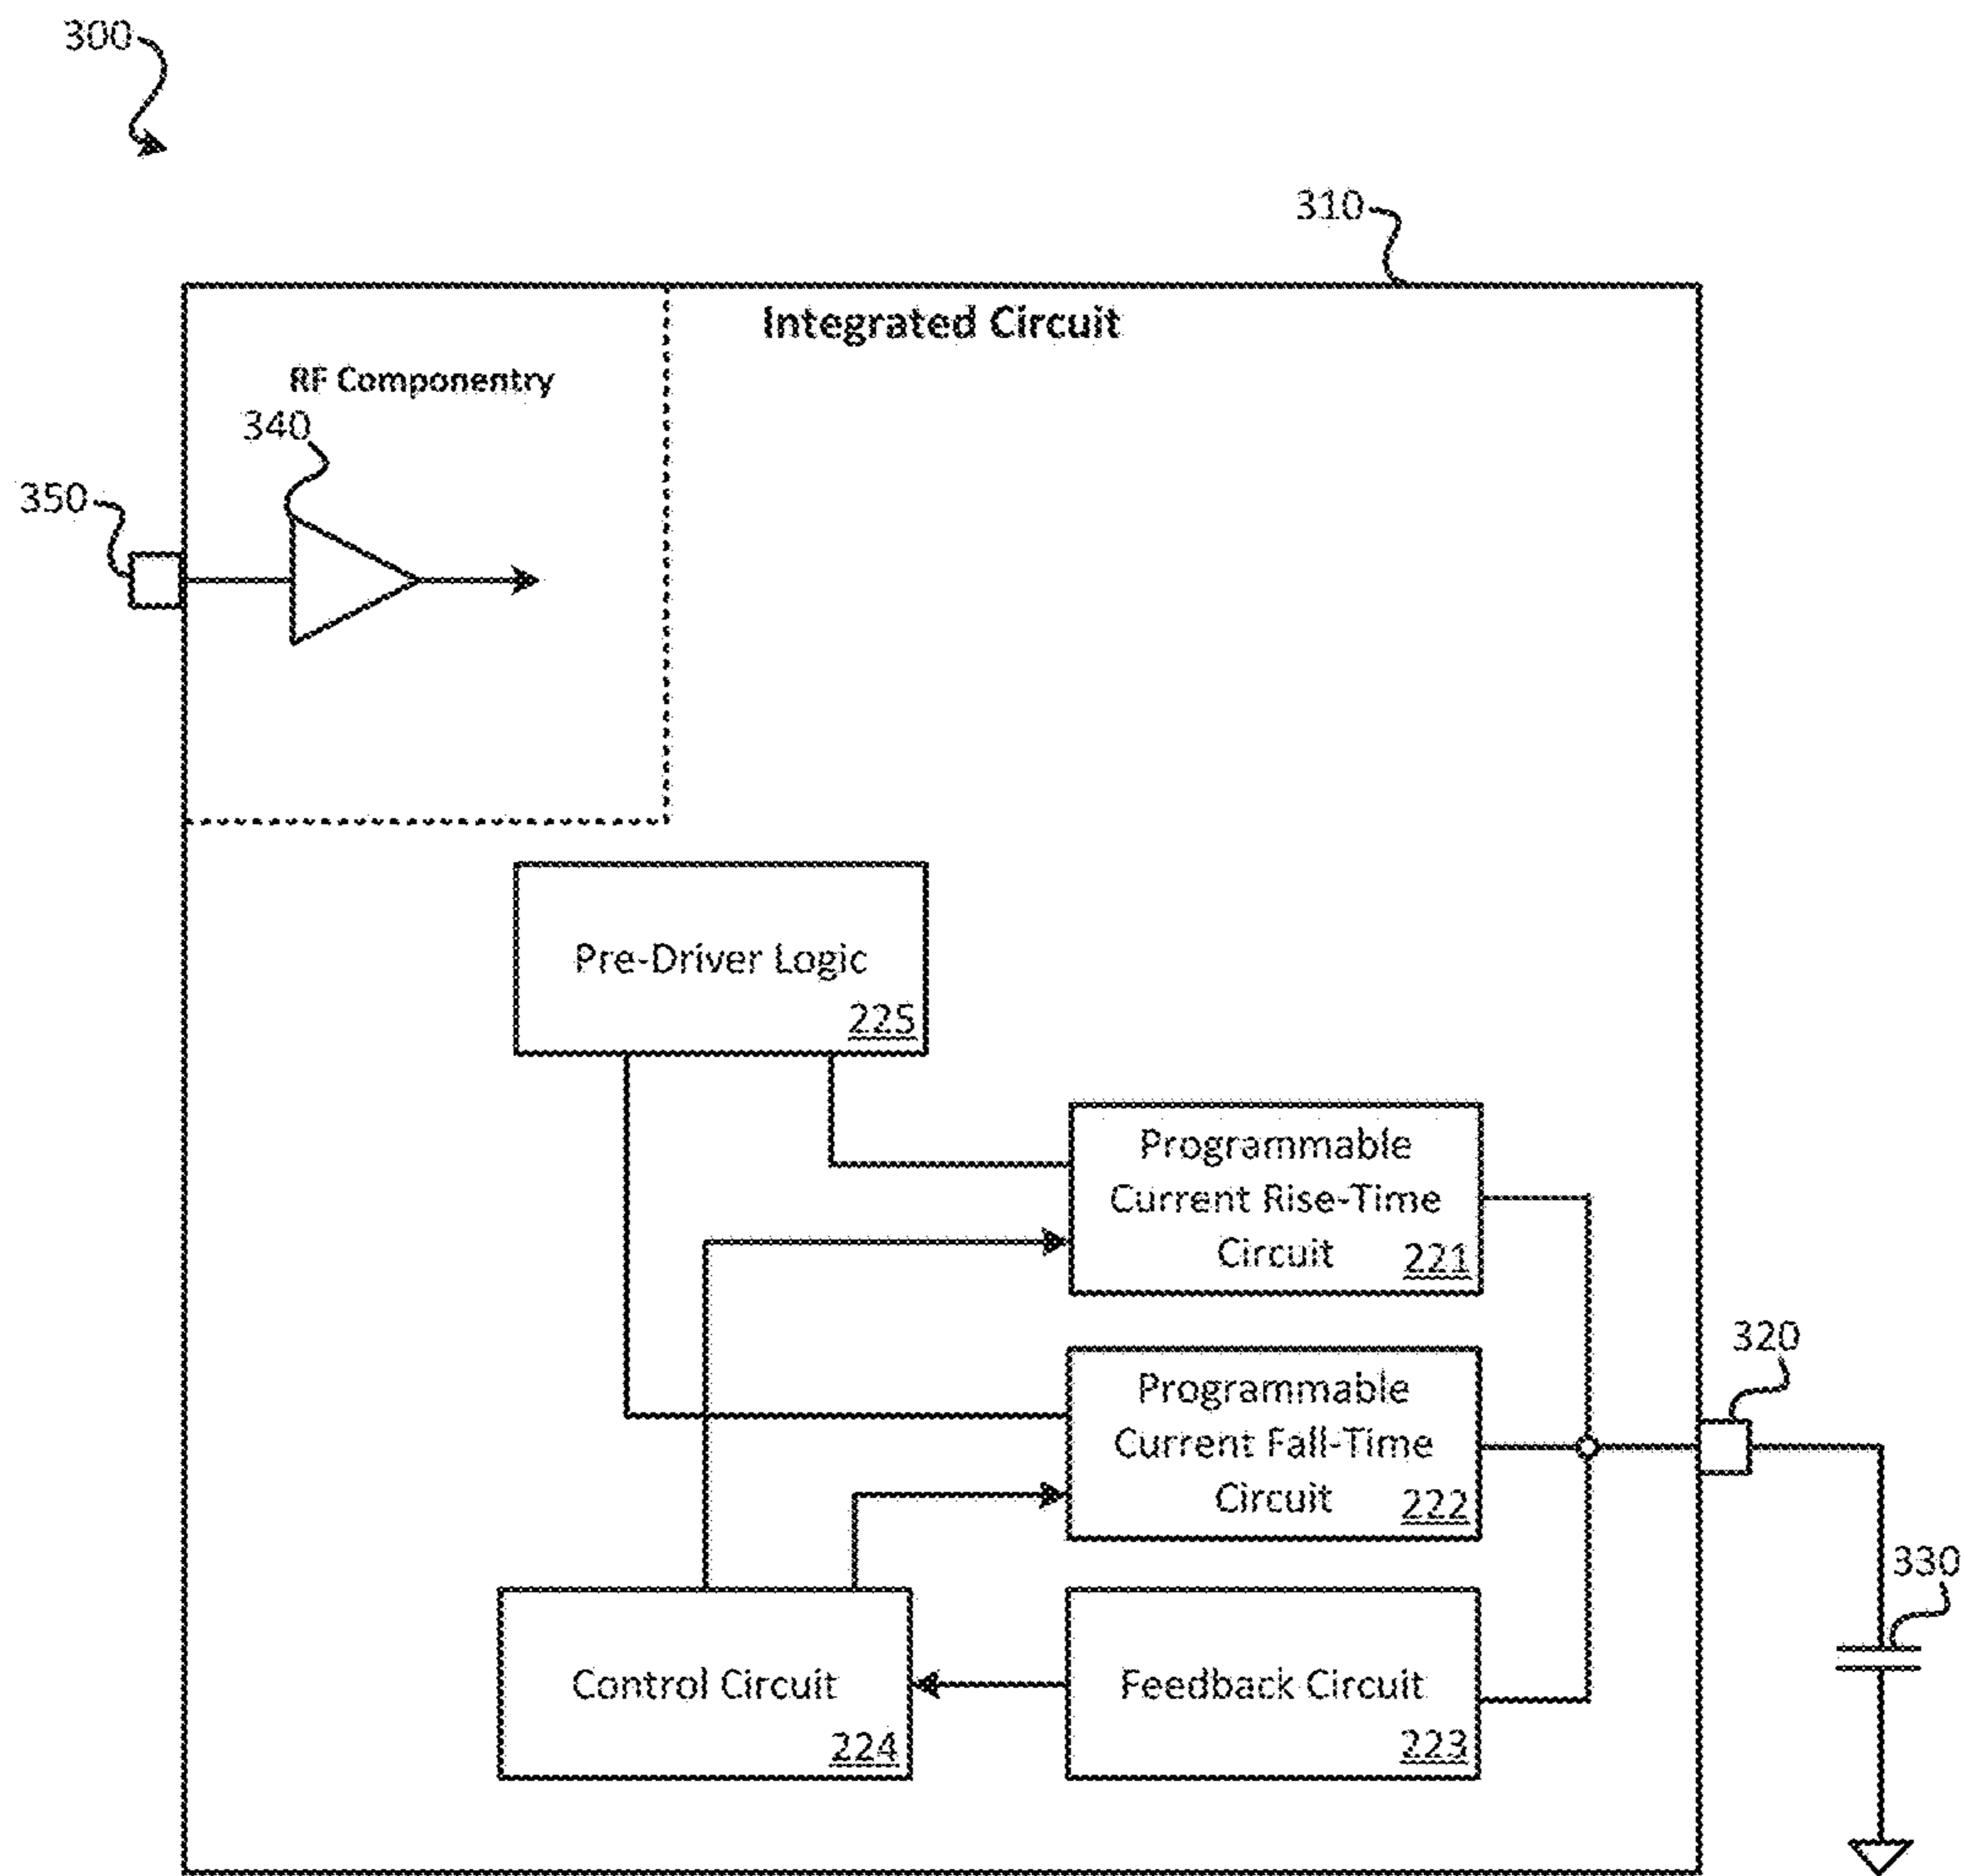 300
310
Integrated Circuit
RF Componentry
340
350
Pre-Driver Logic
225
Programmable
Current Rise-Time
Circuit 221
320
Programmable
Current Fall-Time
Circuit 222
330
Control Circuit
224
Feedback Circuit
223